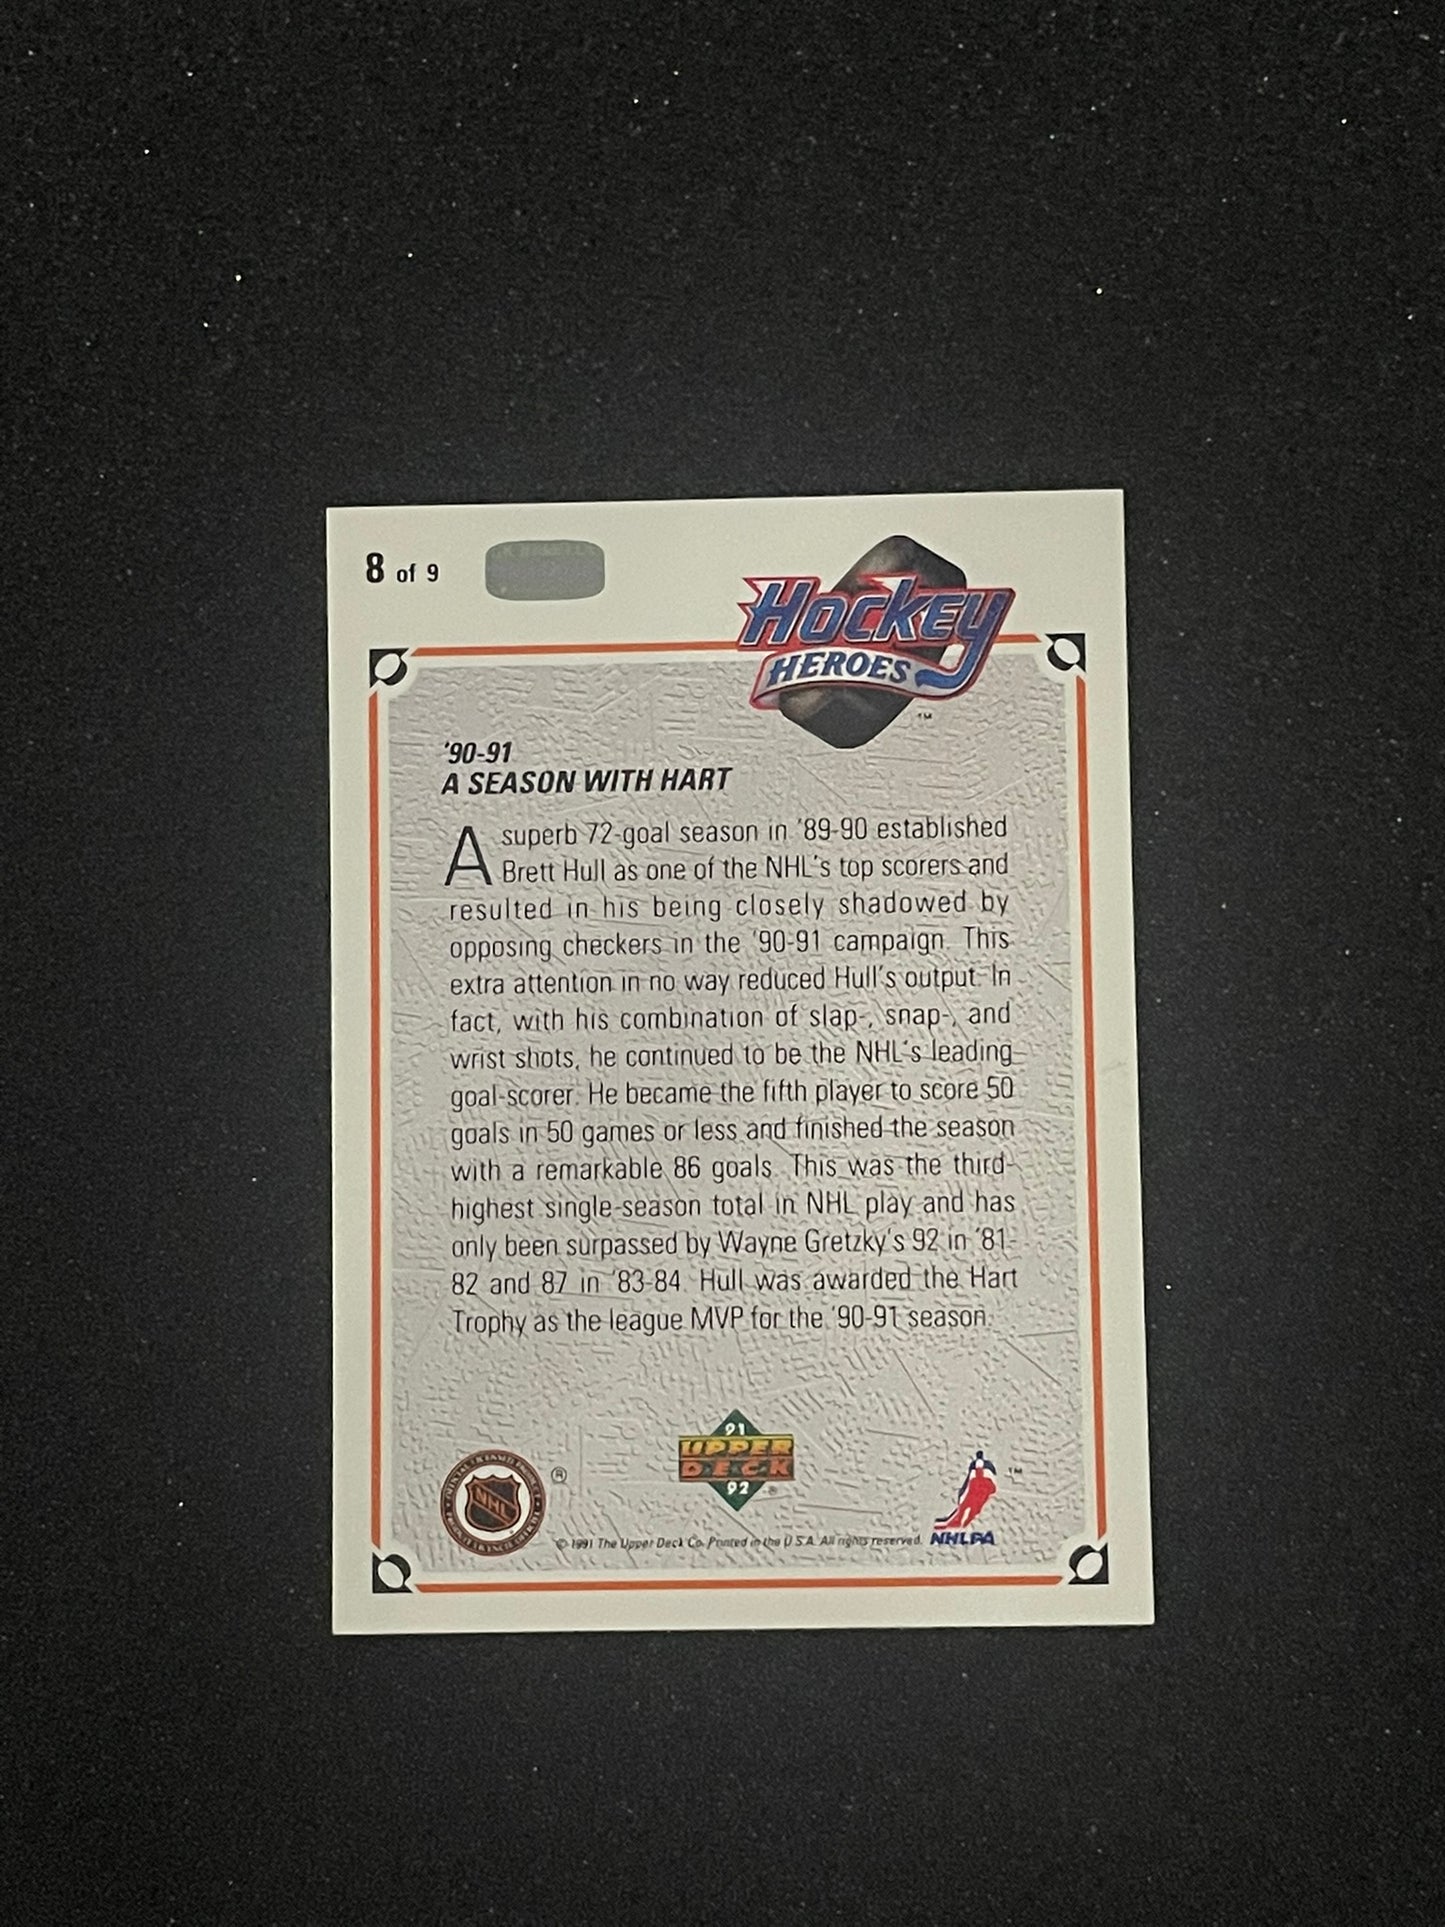 8 of 9
Hockey
HEROES
TM
'90-91
A SEASON WITH HART
A superb 72-goal season in '89-90 established
Brett Hull as one of the NHL's top scorers and
resulted in his being closely shadowed by
opposing checkers in the '90-91 campaign. This
extra attention in no way reduced Hull's output. In
fact, with his combination of slap-, snap-, and
wrist shots, he continued to be the NHL's leading
goal-scorer. He became the fifth player to score 50
goals in 50 games or less and finished the season
with a remarkable 86 goals. This was the third-
highest single-season total in NHL play and has
only been surpassed by Wayne Gretzky's 92 in '81-
82 and 87 in '83-84. Hull was awarded the Hart
Trophy as the league MVP for the '90-91 season.
91
UPPER
DECK
92 ®
NHL
®
TM
NHLPA
© 1991 The Upper Deck Co. Printed in the U.S.A. All rights reserved.